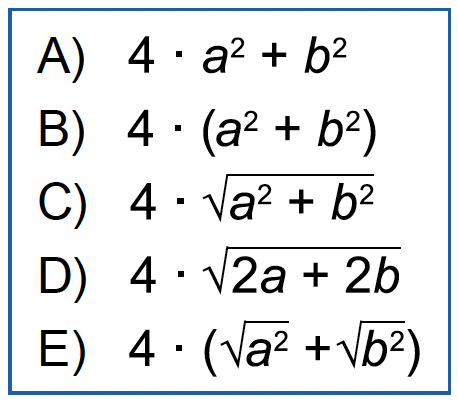 A) 4 · a² + b²
B) 4 · (a² + b²)
C) 4 · √(a² + b²)
D) 4 · √(2a + 2b)
E) 4 · (√a² + √b²)